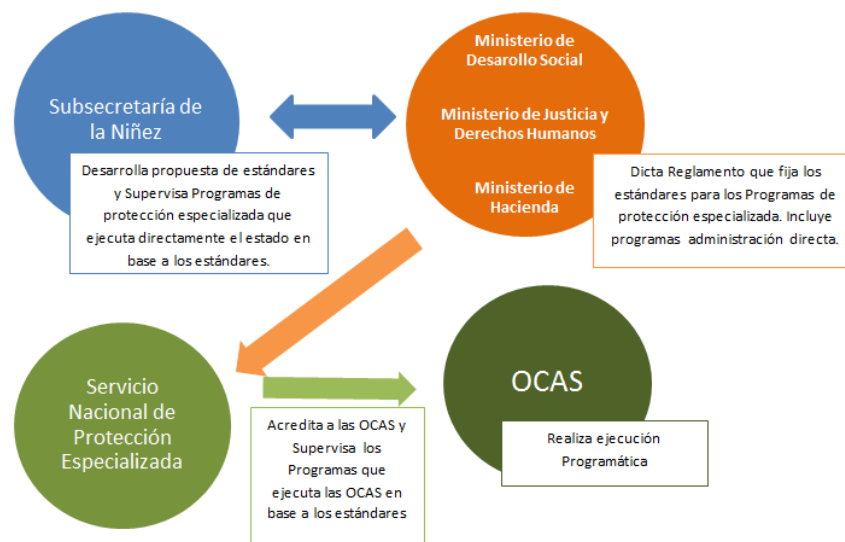 Subsecretaría de
la Niñez
Desarrolla propuesta de estándares
y Supervisa Programas de
protección especializada que
ejecuta directamente el estado en
base a los estándares.
Ministerio de
Desarollo Social
Ministerio de Justicia y
Derechos Humanos
Ministerio de
Hacienda
Dicta Reglamento que fija los
estándares para los Programas de
protección especializada. Incluye
programas administración directa.
Servicio
Nacional de
Protección
Especializada
Acredita a las OCAS y
Supervisa los
Programas que
ejecuta las OCAS en
base a los estándares
OCAS
Realiza ejecución
Programática